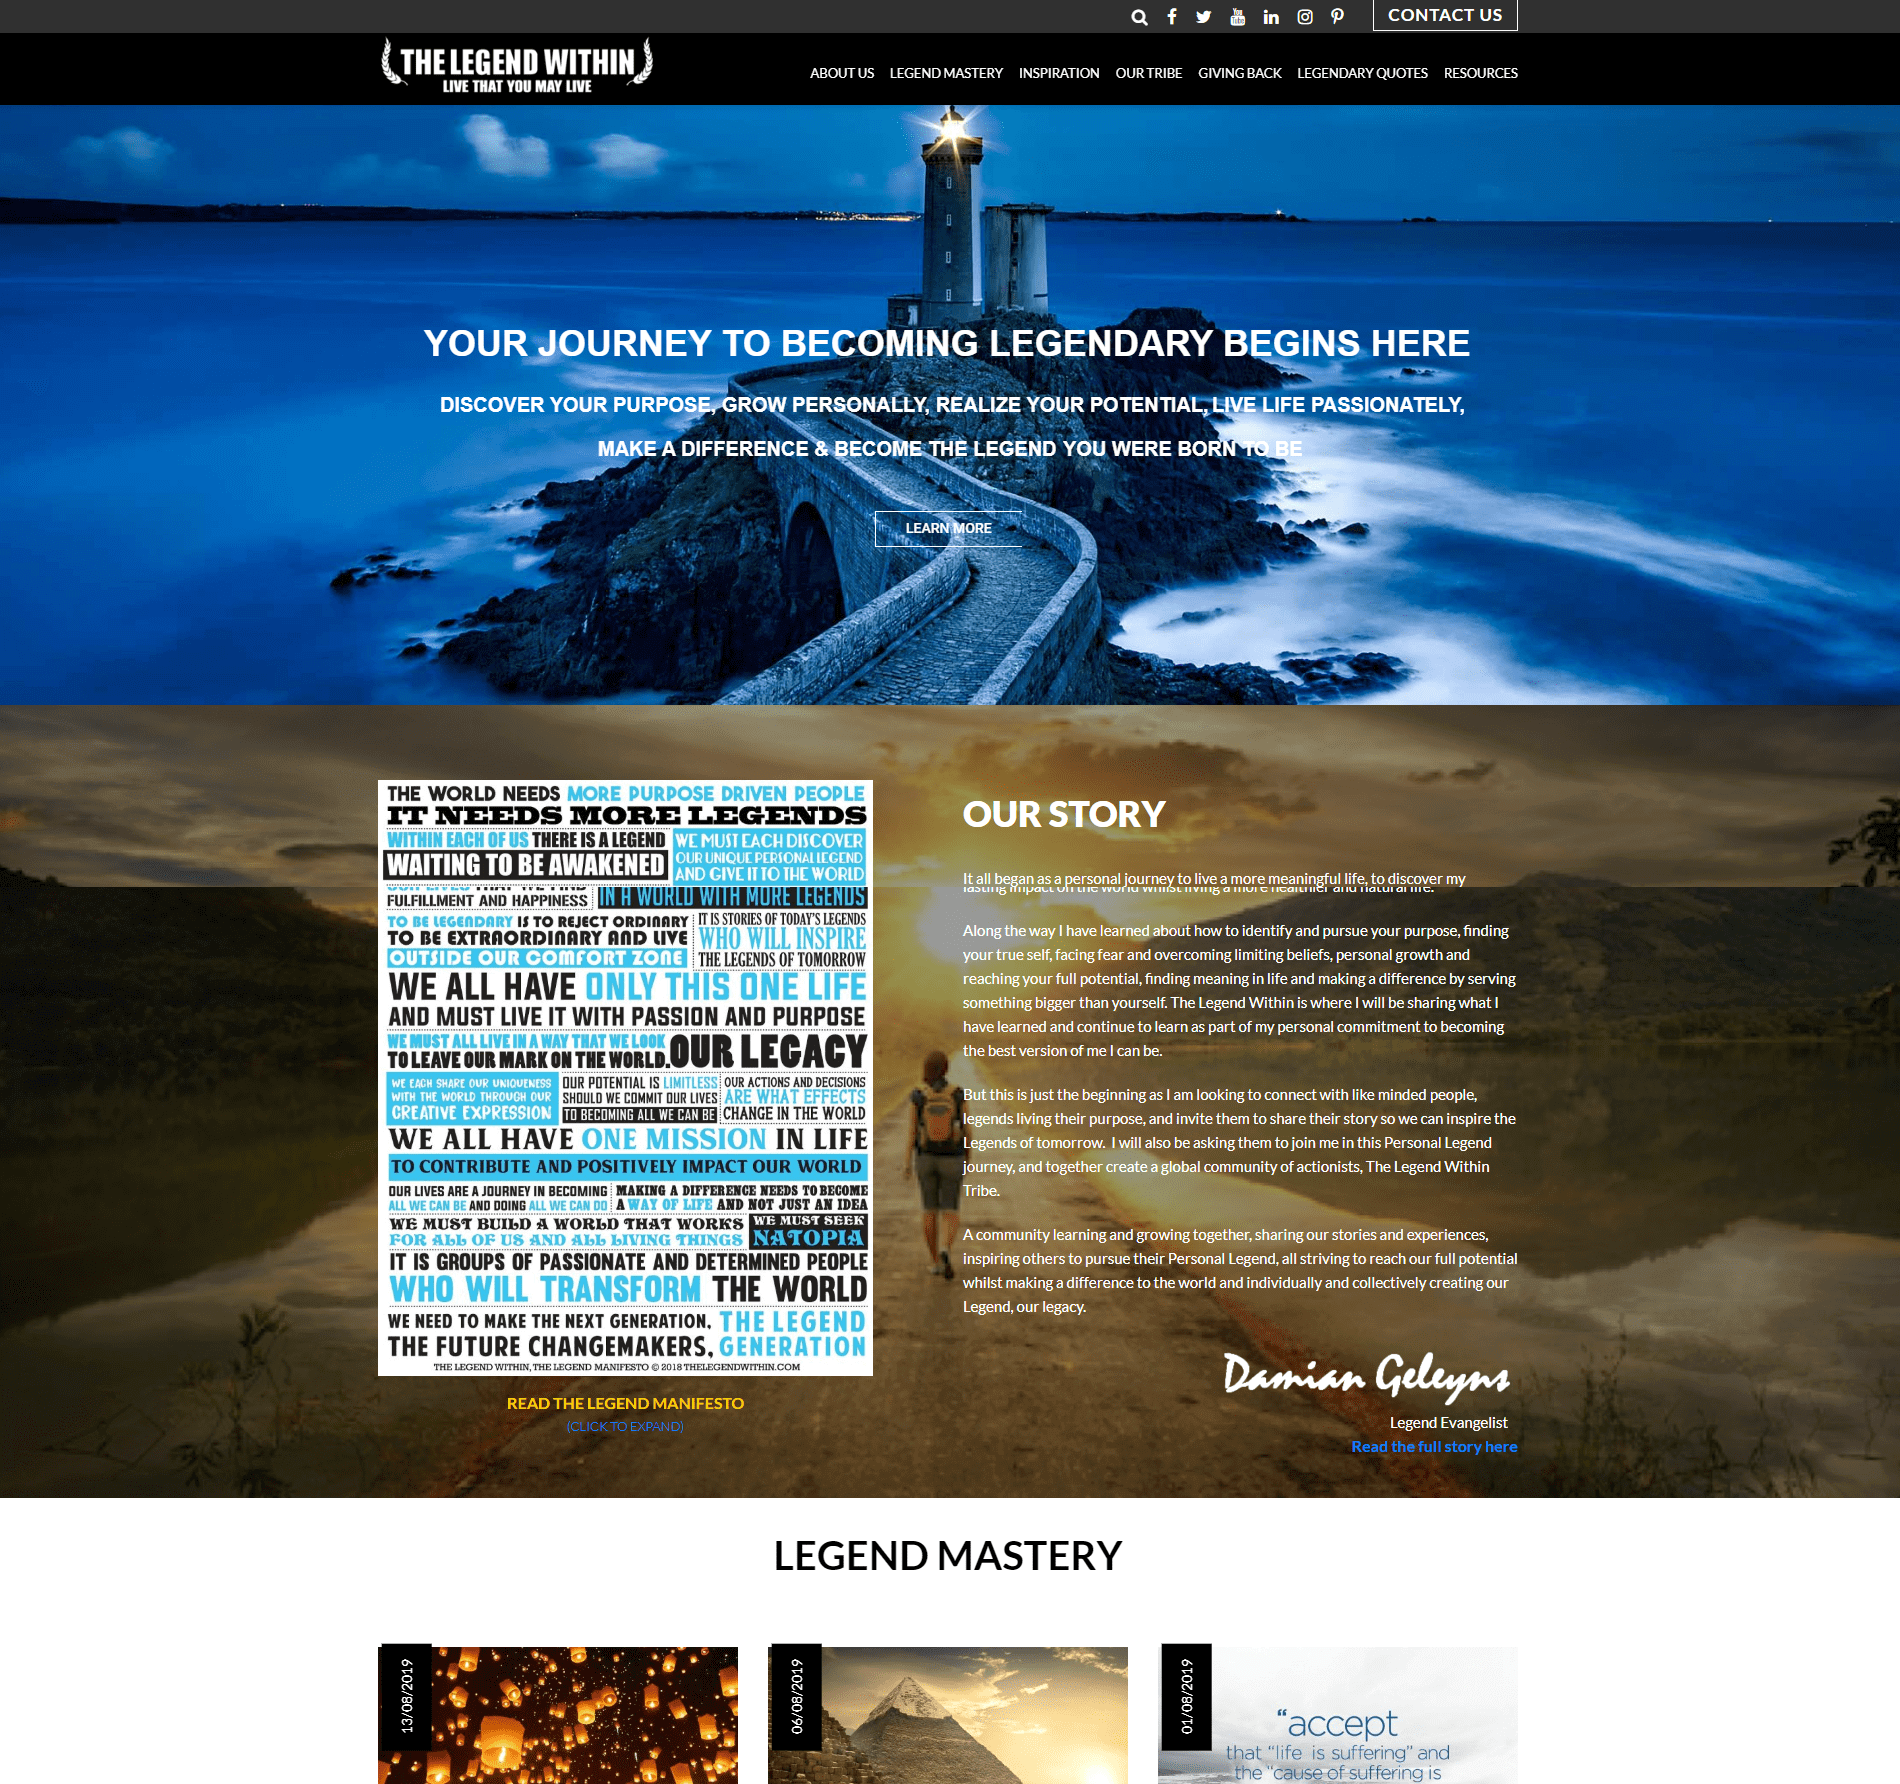 CONTACT US
THE LEGEND WITHIN
LIVE THAT YOU MAY LIVE
ABOUT US LEGEND MASTERY INSPIRATION OUR TRIBE GIVING BACK LEGENDARY QUOTES RESOURCES
YOUR JOURNEY TO BECOMING LEGENDARY BEGINS HERE
DISCOVER YOUR PURPOSE, GROW PERSONALLY, REALIZE YOUR POTENTIAL, LIVE LIFE PASSIONATELY,
MAKE A DIFFERENCE & BECOME THE LEGEND YOU WERE BORN TO BE
LEARN MORE
THE WORLD NEEDS MORE PURPOSE DRIVEN PEOPLE
IT NEEDS MORE LEGENDS
WITHIN EACH OF US THERE IS A LEGEND
WAITING TO BE AWAKENED
WE MUST EACH DISCOVER
OUR UNIQUE PERSONAL LEGEND
AND GIVE IT TO THE WORLD
FULFILLMENT AND HAPPINESS
IN A WORLD WITH MORE LEGENDS
TO BE LEGENDARY IS TO REJECT ORDINARY
TO BE EXTRAORDINARY AND LIVE
OUTSIDE OUR COMFORT ZONE
IT IS STORIES OF TODAY'S LEGENDS
WHO WILL INSPIRE
THE LEGENDS OF TOMORROW
WE ALL HAVE ONLY THIS ONE LIFE
AND MUST LIVE IT WITH PASSION AND PURPOSE
WE MUST ALL LIVE IN A WAY THAT WE LOOK
TO LEAVE OUR MARK ON THE WORLD. OUR LEGACY
WE EACH SHARE OUR UNIQUENESS
WITH THE WORLD THROUGH OUR
CREATIVE EXPRESSION
OUR POTENTIAL IS LIMITLESS
SHOULD WE COMMIT OUR LIVES
TO BECOMING ALL WE CAN BE
OUR ACTIONS AND DECISIONS
ARE WHAT EFFECTS
CHANGE IN THE WORLD
WE ALL HAVE ONE MISSION IN LIFE
TO CONTRIBUTE AND POSITIVELY IMPACT OUR WORLD
OUR LIVES ARE A JOURNEY IN BECOMING
ALL WE CAN BE AND DOING ALL WE CAN DO
MAKING A DIFFERENCE NEEDS TO BECOME
A WAY OF LIFE AND NOT JUST AN IDEA
WE MUST BUILD A WORLD THAT WORKS
FOR ALL OF US AND ALL LIVING THINGS
WE MUST SEEK
NATOPIA
IT IS GROUPS OF PASSIONATE AND DETERMINED PEOPLE
WHO WILL TRANSFORM THE WORLD
WE NEED TO MAKE THE NEXT GENERATION, THE LEGEND
THE FUTURE CHANGEMAKERS, GENERATION
THE LEGEND WITHIN, THE LEGEND MANIFESTO © 2018 THELEGENDWITHIN.COM
READ THE LEGEND MANIFESTO
(CLICK TO EXPAND)
OUR STORY
It all began as a personal journey to live a more meaningful life, to discover my
lasting impact on the world whilst living a more healthier and natural life.
Along the way I have learned about how to identify and pursue your purpose, finding
your true self, facing fear and overcoming limiting beliefs, personal growth and
reaching your full potential, finding meaning in life and making a difference by serving
something bigger than yourself. The Legend Within is where I will be sharing what I
have learned and continue to learn as part of my personal commitment to becoming
the best version of me I can be.
But this is just the beginning as I am looking to connect with like minded people,
legends living their purpose, and invite them to share their story so we can inspire the
Legends of tomorrow. I will also be asking them to join me in this Personal Legend
journey, and together create a global community of actionists, The Legend Within
Tribe.
A community learning and growing together, sharing our stories and experiences,
inspiring others to pursue their Personal Legend, all striving to reach our full potential
whilst making a difference to the world and individually and collectively creating our
Legend, our legacy.
Damian Geleyns
Legend Evangelist
Read the full story here
LEGEND MASTERY
13/08/2019
06/08/2019
01/08/2019
“accept
that “life is suffering” and
the “cause of suffering is